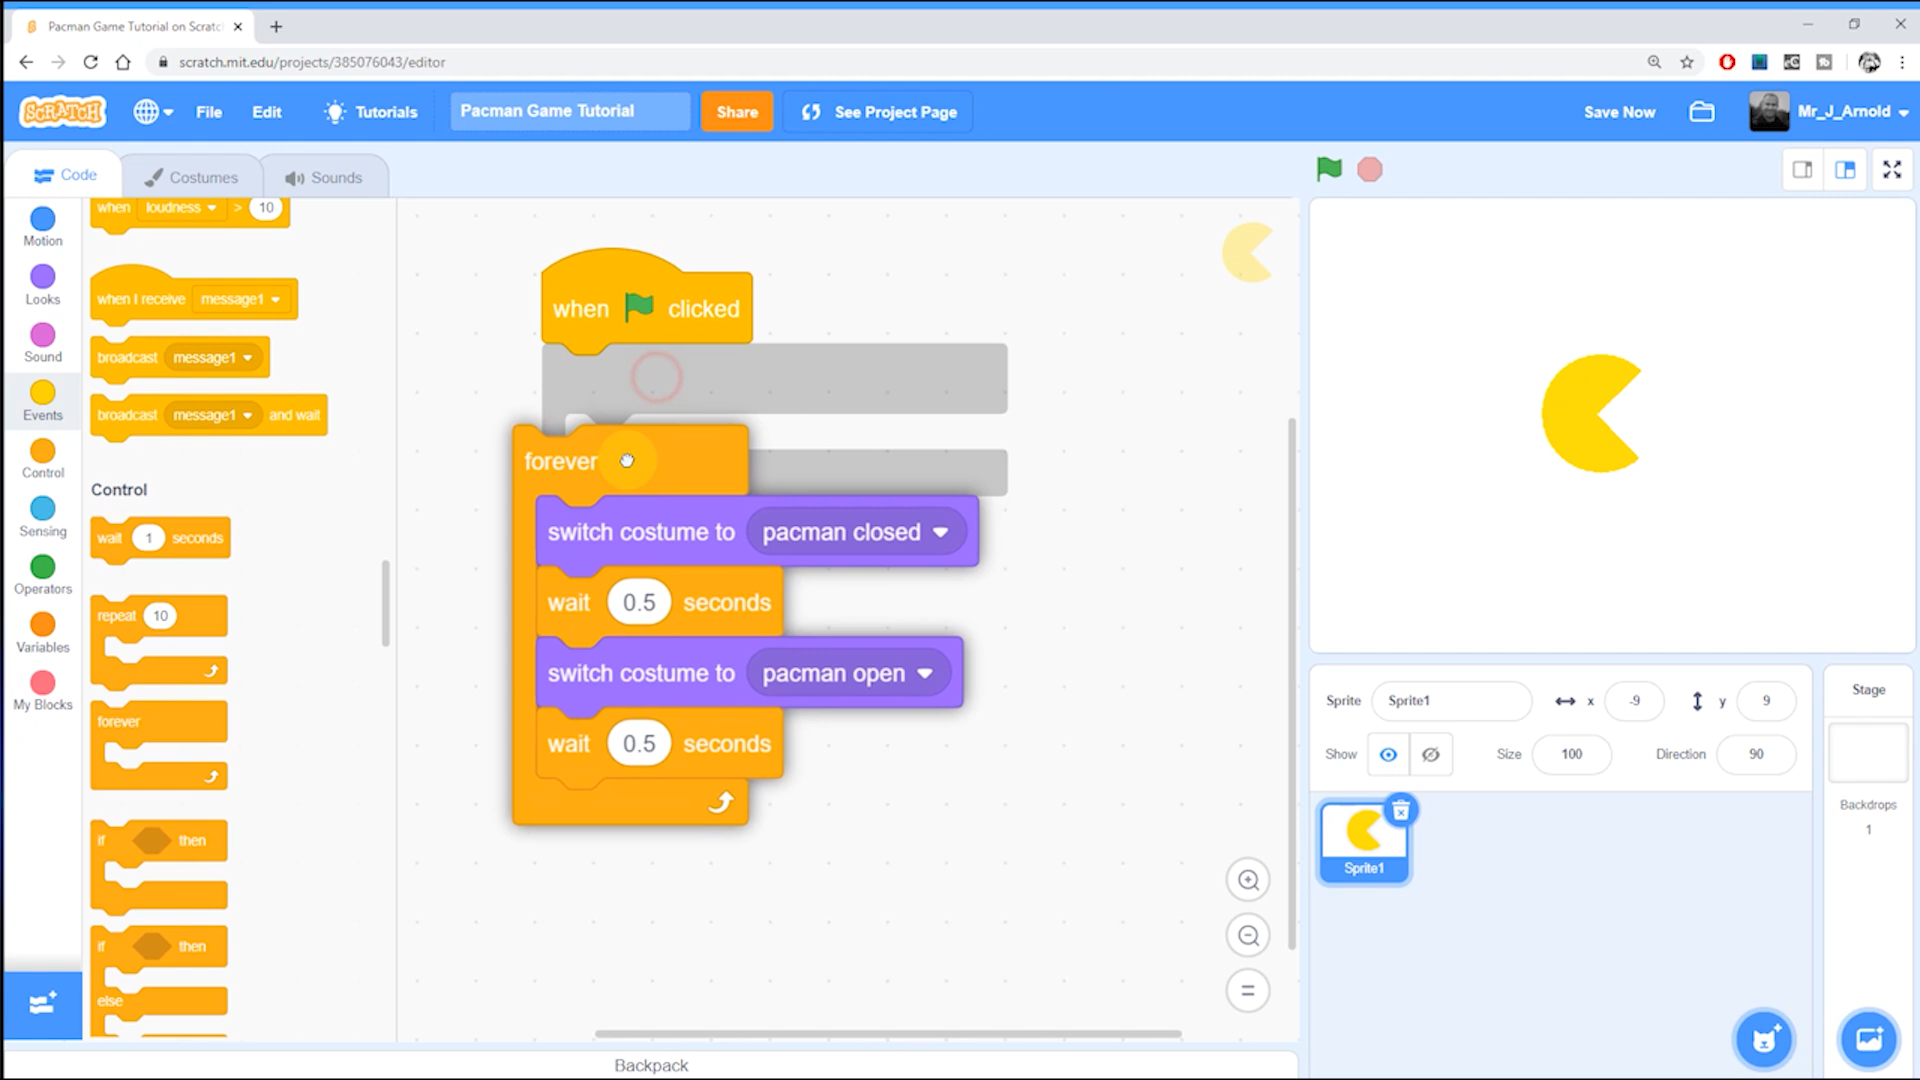 Pacman Game Tutorial on Scratc
scratch.mit.edu/projects/385076043/editor
SCRATCH
File
Edit
Tutorials
Pacman Game Tutorial
Share
See Project Page
Save Now
Mr_J_Arnold
Code
Costumes
Sounds
Motion
Looks
Sound
Events
Control
Sensing
Operators
Variables
My Blocks
when loudness > 10
when I receive message1
broadcast message1
broadcast message1 and wait
Control
wait 1 seconds
repeat 10
forever
if then
if then
else
when clicked
forever
switch costume to pacman closed
wait 0.5 seconds
switch costume to pacman open
wait 0.5 seconds
Backpack
Sprite Sprite1 x -9 y 9
Show Size 100 Direction 90
Sprite1
Stage
Backdrops
1